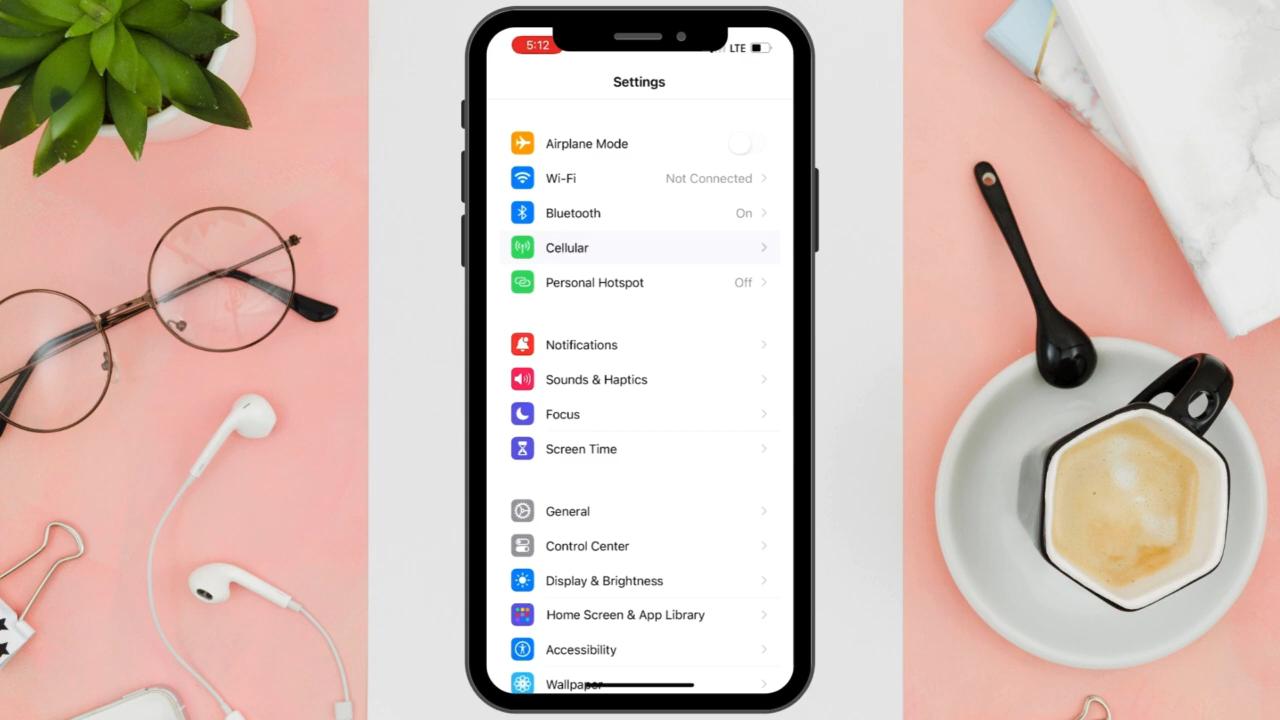 5:12
LTE
Settings
Airplane Mode
Wi-Fi Not Connected
Bluetooth On
Cellular
Personal Hotspot Off
Notifications
Sounds & Haptics
Focus
Screen Time
General
Control Center
Display & Brightness
Home Screen & App Library
Accessibility
Wallpaper